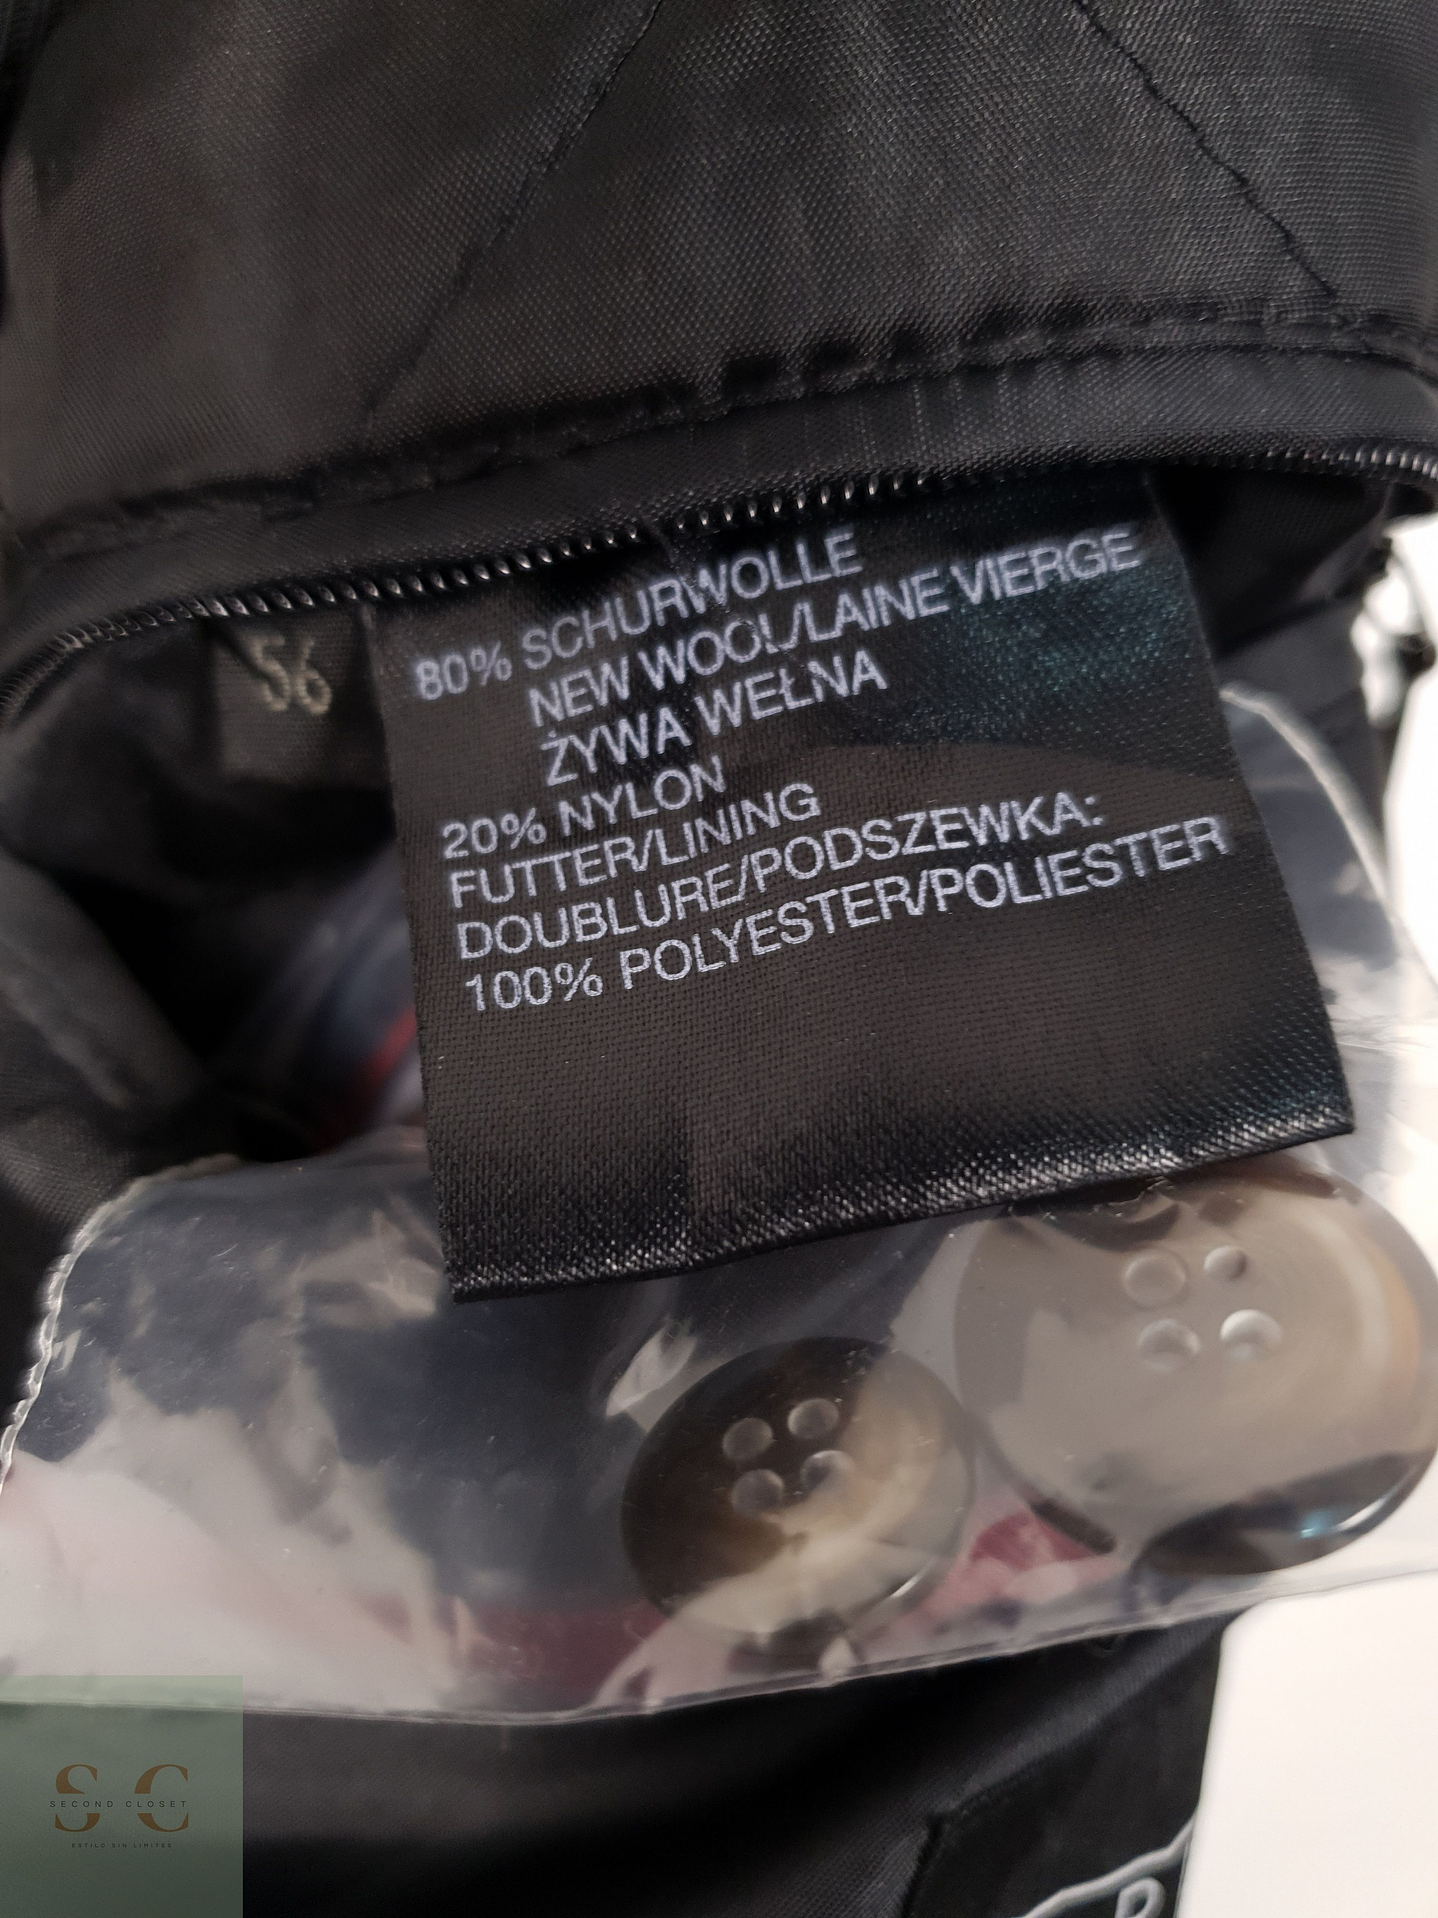 80% SCHURWOLLE
NEW WOOL/LAINE VIERGE
ŻYWA WEŁNA
20% NYLON
FUTTER/LINING
DOUBLURE/PODSZEWKA:
100% POLYESTER/POLIESTER
56
SC
SECOND CLOSET
ESTILO SIN LIMITES